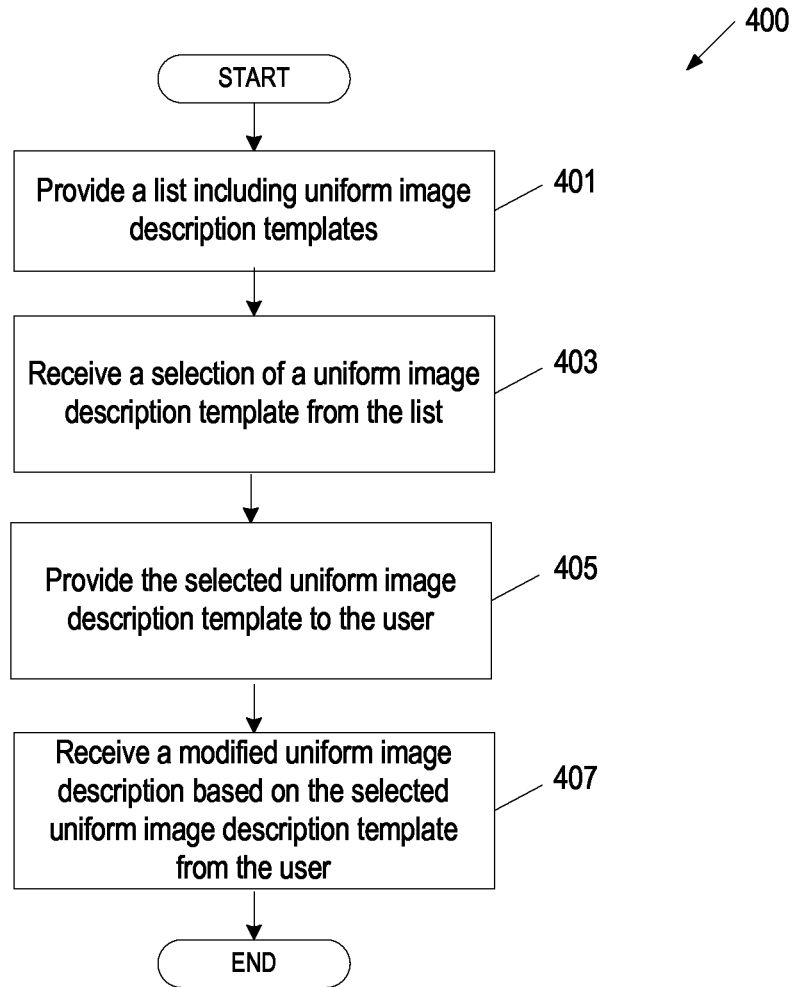 400
START
Provide a list including uniform image
description templates
401
Receive a selection of a uniform image
description template from the list
403
Provide the selected uniform image
description template to the user
405
Receive a modified uniform image
description based on the selected
uniform image description template
from the user
407
END